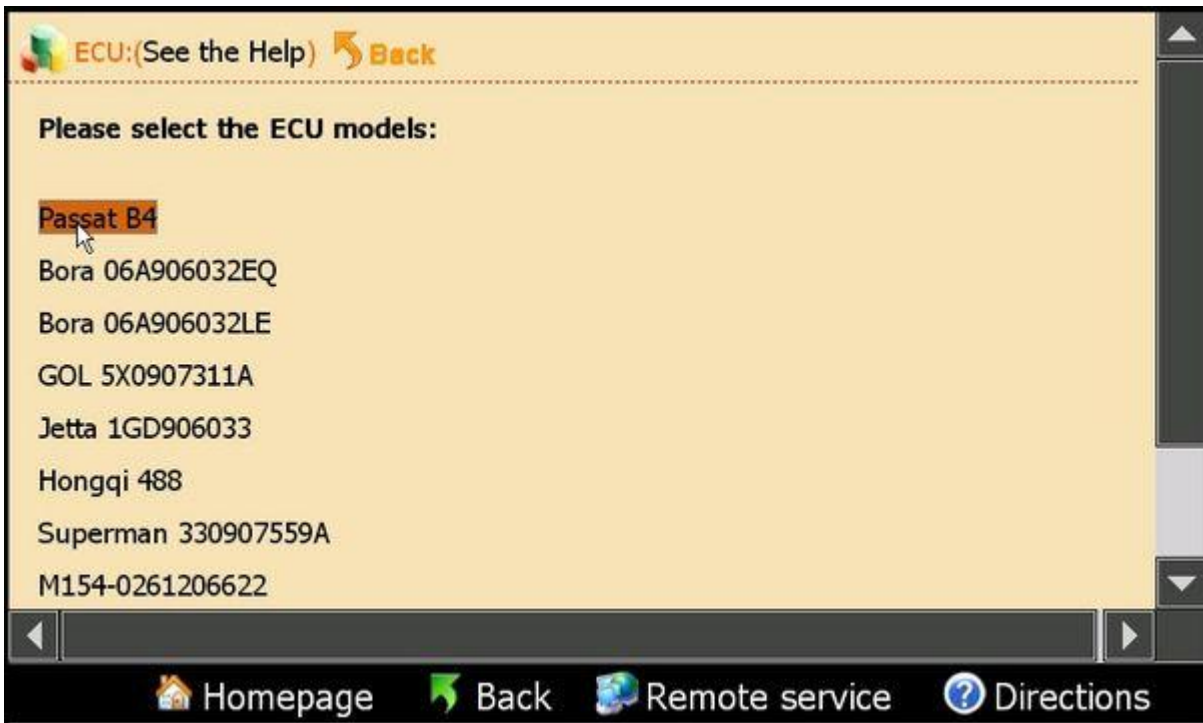 ECU:(See the Help) Back
Please select the ECU models:
Passat B4
Bora 06A906032EQ
Bora 06A906032LE
GOL 5X0907311A
Jetta 1GD906033
Hongqi 488
Superman 330907559A
M154-0261206622
Homepage Back Remote service Directions